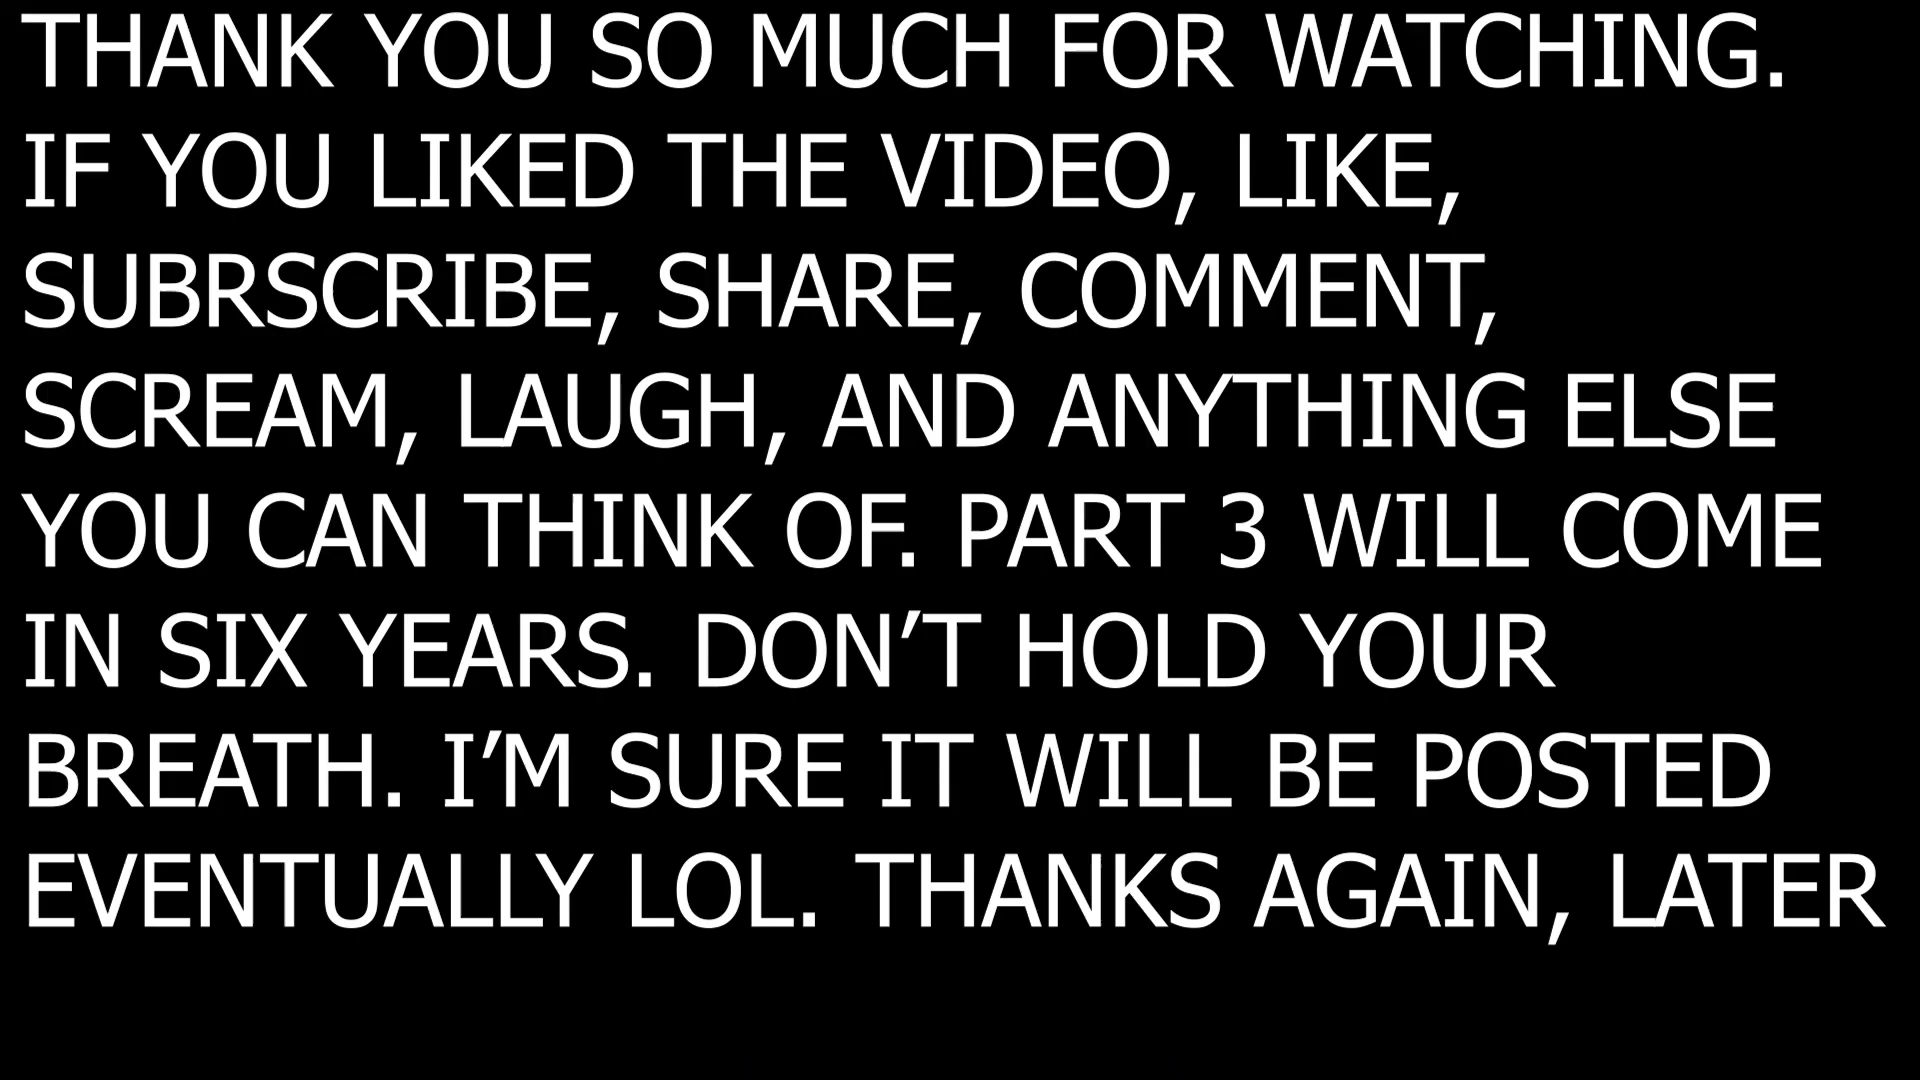 THANK YOU SO MUCH FOR WATCHING.
IF YOU LIKED THE VIDEO, LIKE,
SUBRSCRIBE, SHARE, COMMENT,
SCREAM, LAUGH, AND ANYTHING ELSE
YOU CAN THINK OF. PART 3 WILL COME
IN SIX YEARS. DON’T HOLD YOUR
BREATH. I’M SURE IT WILL BE POSTED
EVENTUALLY LOL. THANKS AGAIN, LATER